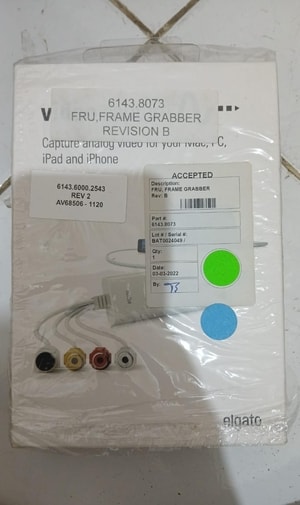 6143.8073
FRU,FRAME GRABBER
REVISION B
V
Capture analog video for your Mac, PC,
iPad and iPhone
6143.6000.2543
REV 2
AV68506 - 1120
ACCEPTED
Description:
FRU, FRAME GRABBER
Rev: B
Part #:
6143.8073
Lot # / Serial #:
BAT0024049 /
Qty:
1
Date:
03-03-2022
By:
elgato